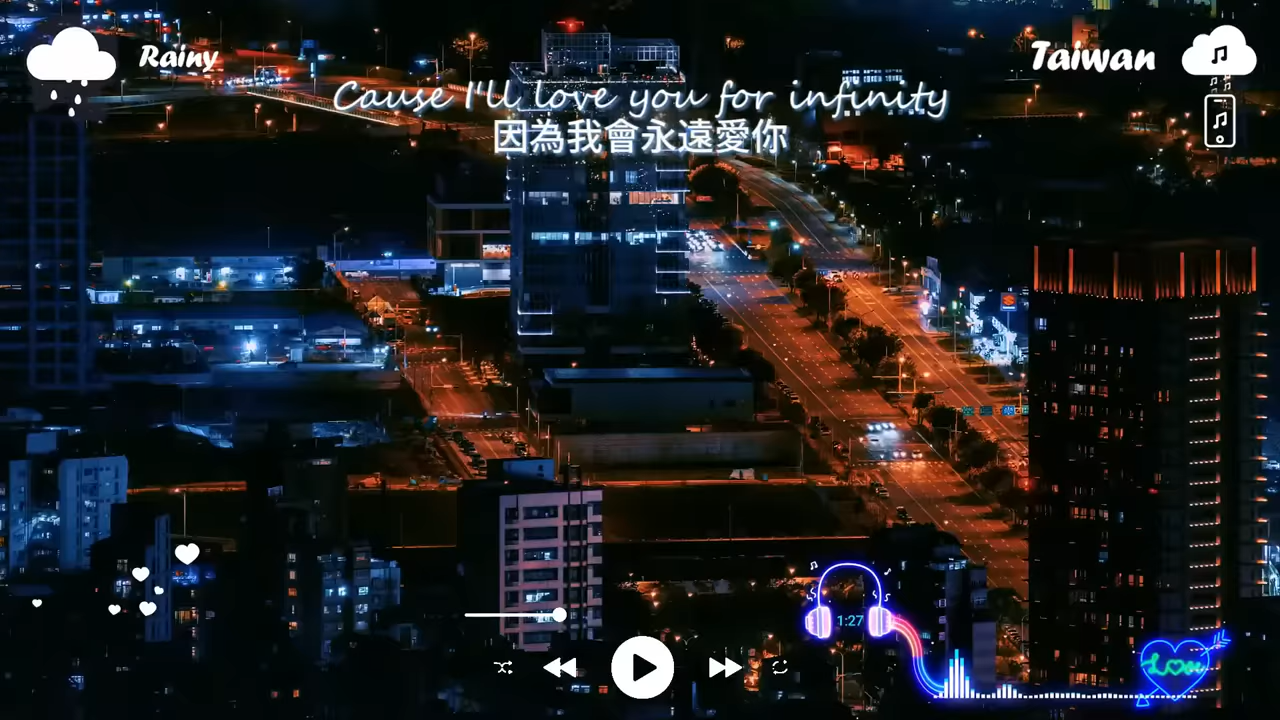 Rainy
Taiwan
Cause I'll love you for infinity
因為我會永遠愛你
1:27
Love